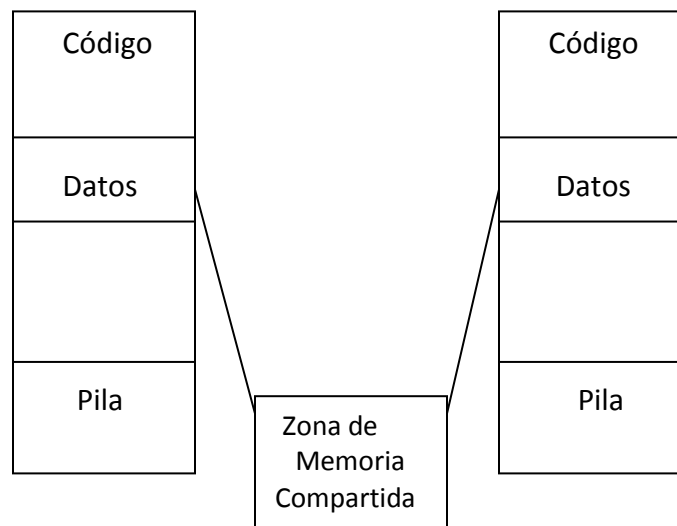 Código
Datos
Pila
Código
Datos
Pila
Zona de
Memoria
Compartida